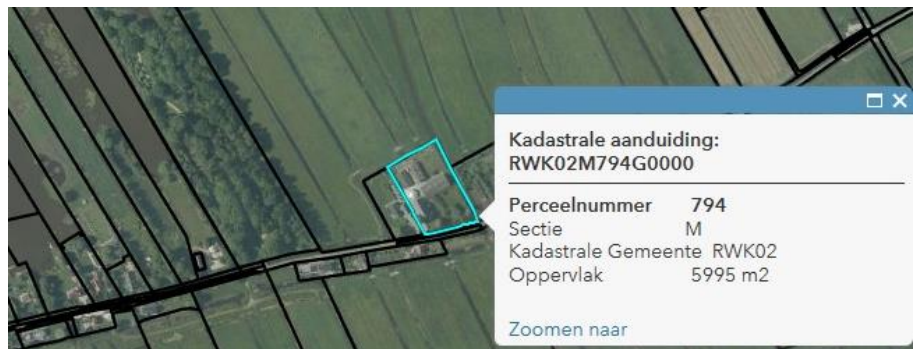 Kadastrale aanduiding:
RWK02M794G0000
Perceelnummer 794
Sectie M
Kadastrale Gemeente RWK02
Oppervlak 5995 m2
Zoomen naar